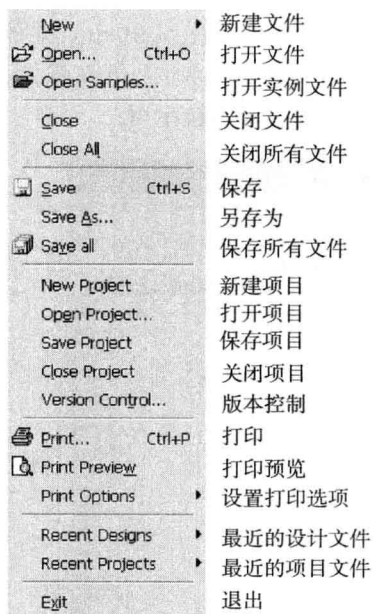 New 新建文件
Open... Ctrl+O 打开文件
Open Samples... 打开实例文件
Close 关闭文件
Close All 关闭所有文件
Save Ctrl+S 保存
Save As... 另存为
Save all 保存所有文件
New Project 新建项目
Open Project... 打开项目
Save Project 保存项目
Close Project 关闭项目
Version Control... 版本控制
Print... Ctrl+P 打印
Print Preview 打印预览
Print Options 设置打印选项
Recent Designs 最近的设计文件
Recent Projects 最近的项目文件
Exit 退出